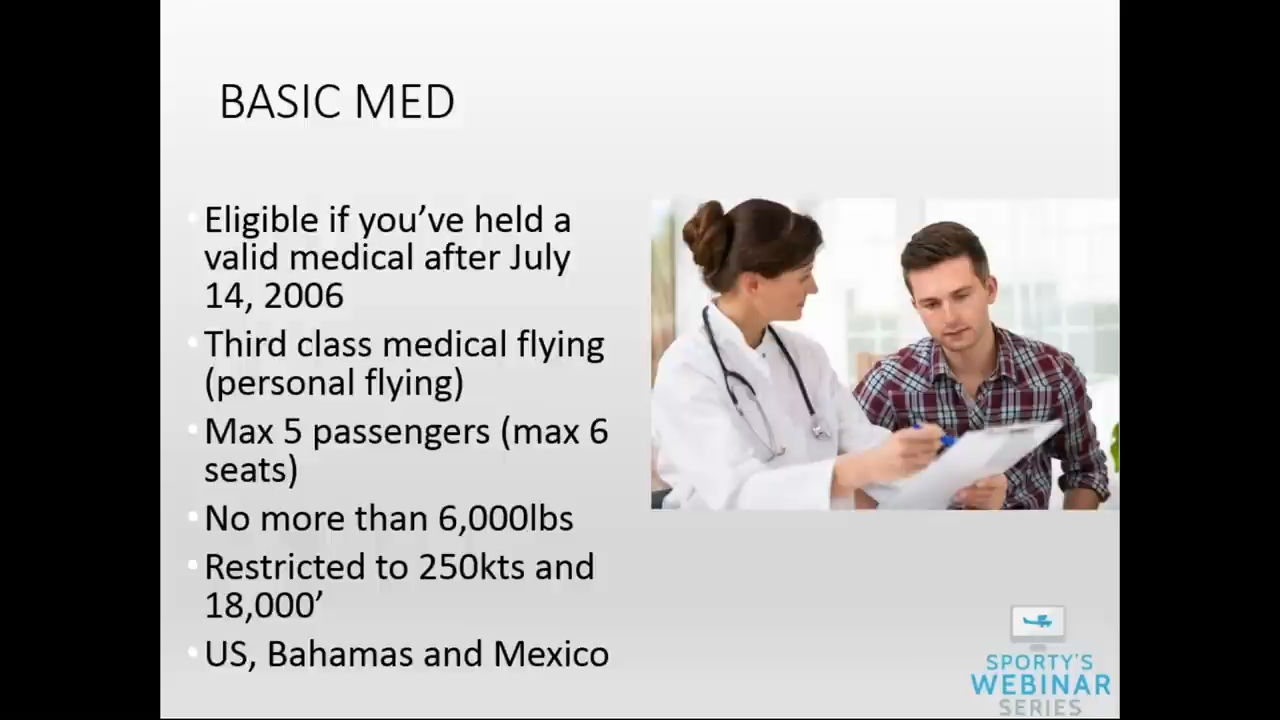 BASIC MED
Eligible if you’ve held a
valid medical after July
14, 2006
Third class medical flying
(personal flying)
Max 5 passengers (max 6
seats)
No more than 6,000lbs
Restricted to 250kts and
18,000’
US, Bahamas and Mexico
SPORTY'S
WEBINAR
SERIES